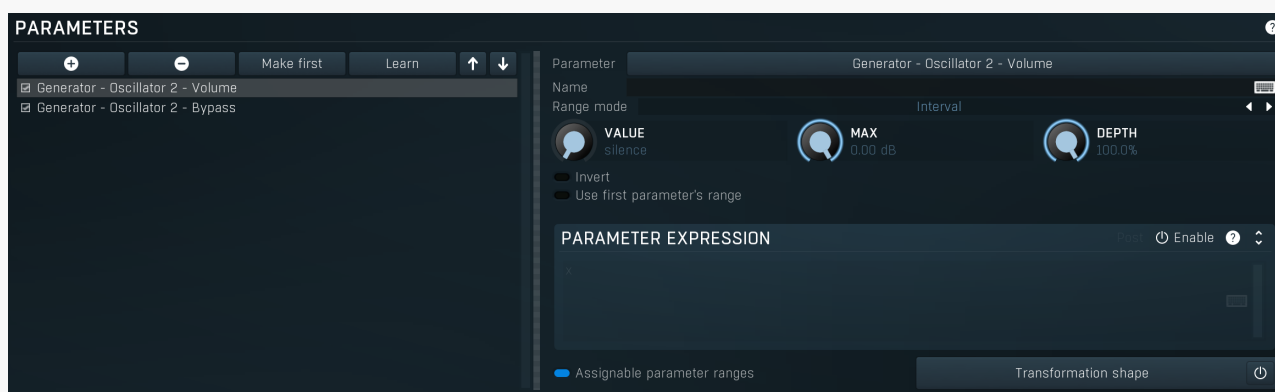 PARAMETERS
Make first Learn
Generator - Oscillator 2 - Volume
Generator - Oscillator 2 - Bypass
Parameter Generator - Oscillator 2 - Volume
Name
Range mode Interval
VALUE MAX DEPTH
silence 0.00 dB 100.0%
Invert
Use first parameter's range
PARAMETER EXPRESSION Post Enable ?
X
Assignable parameter ranges Transformation shape